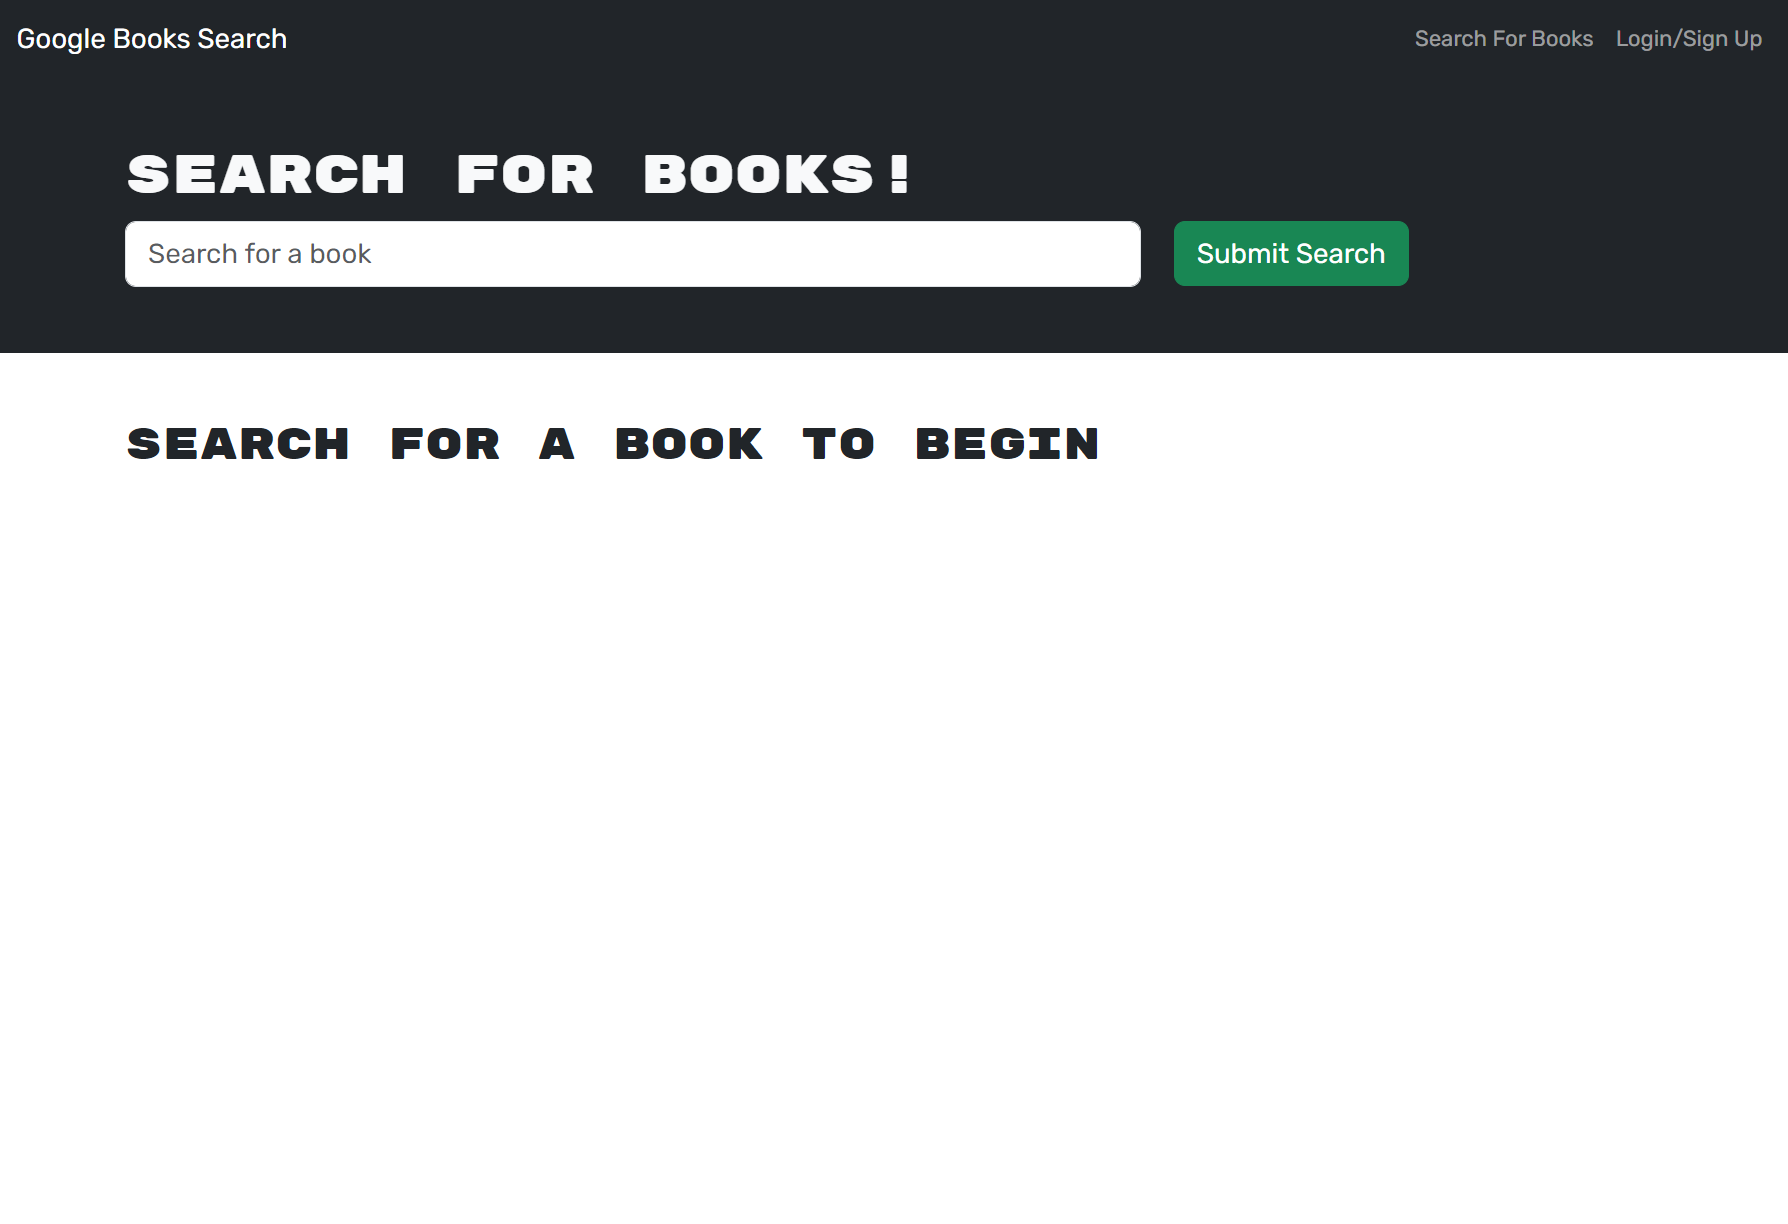 Google Books Search
Search For Books
Login/Sign Up
SEARCH FOR BOOKS!
Search for a book
Submit Search
SEARCH FOR A BOOK TO BEGIN